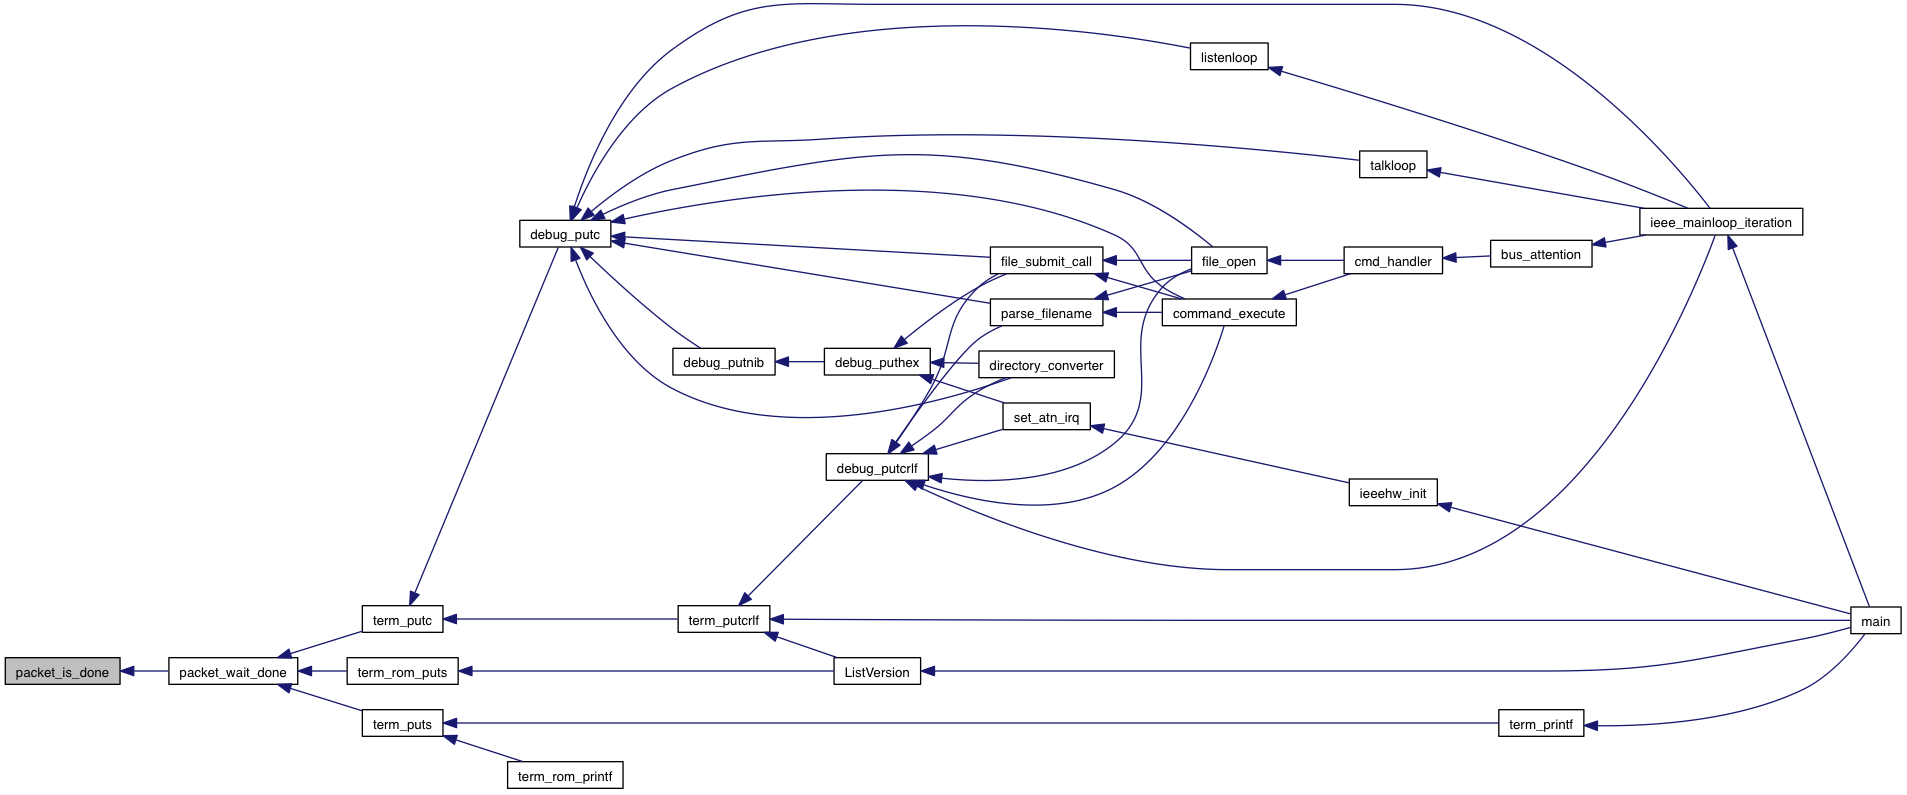 listenloop
talkloop
ieee_mainloop_iteration
debug_putc
file_submit_call
file_open
cmd_handler
bus_attention
parse_filename
command_execute
debug_putnib
debug_puthex
directory_converter
set_atn_irq
debug_putcrlf
ieeehw_init
term_putc
term_putcrlf
main
packet_is_done
packet_wait_done
term_rom_puts
ListVersion
term_puts
term_printf
term_rom_printf